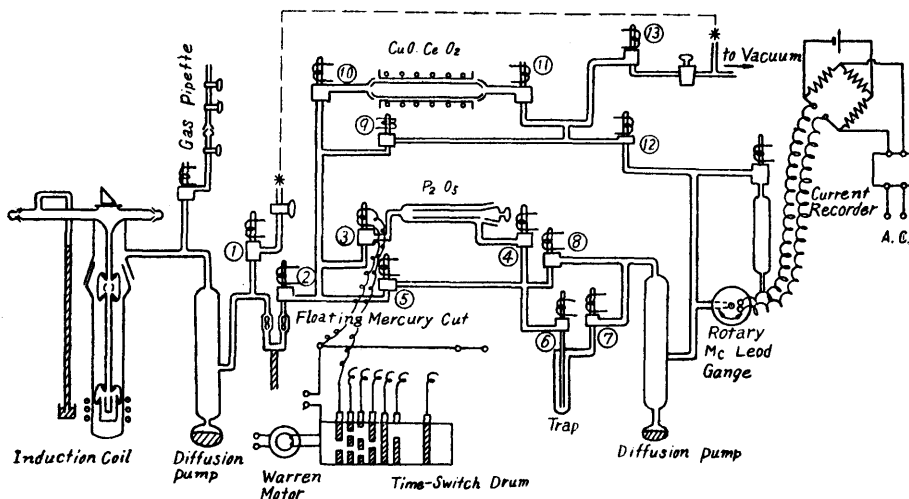 Gas Pipette
CuO. CeO₂
to Vacuum
⑩
⑪
⑬
⑨
⑫
P₂O₅
Current
Recorder
A. C.
①
②
③
④
⑤
⑧
Floating Mercury Cut
⑥
⑦
Rotary
Mc Leod
Gange
Trap
Induction Coil
Diffusion
pump
Warren
Motor
Time-Switch Drum
Diffusion pump